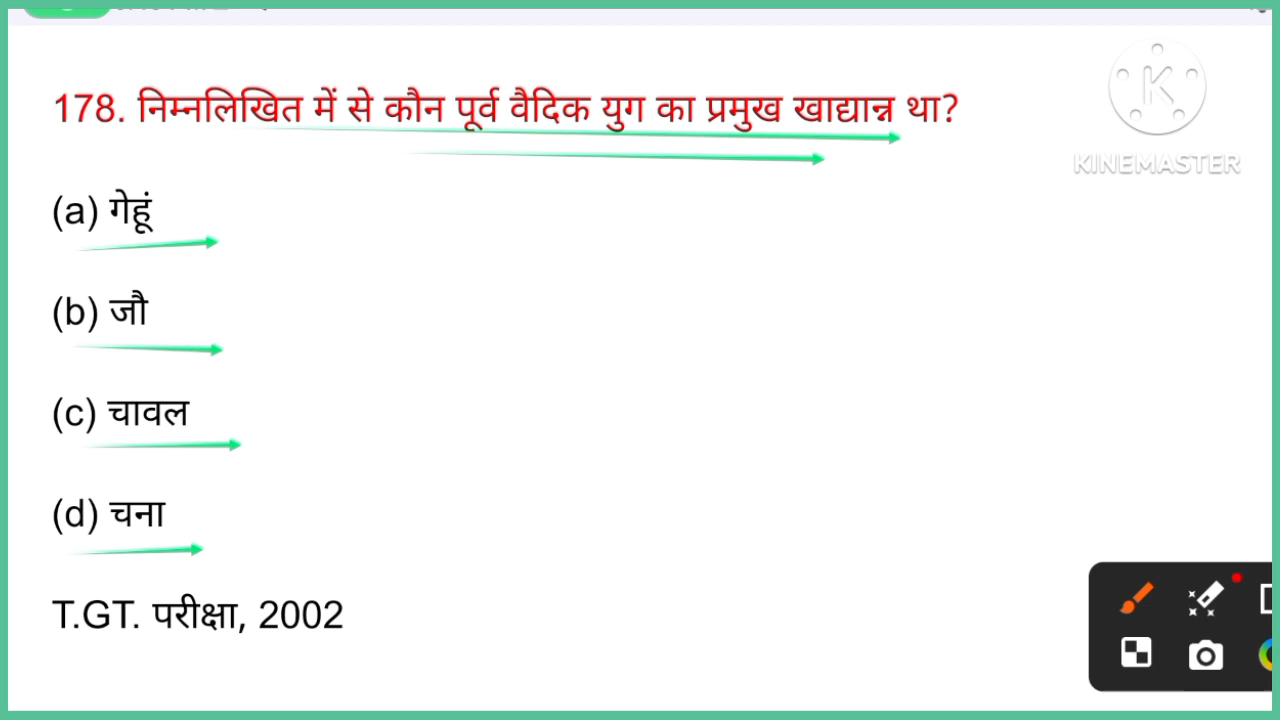 178. निम्नलिखित में से कौन पूर्व वैदिक युग का प्रमुख खाद्यान्न था?
KINEMASTER
(a) गेहूं
(b) जौ
(c) चावल
(d) चना
T.GT. परीक्षा, 2002